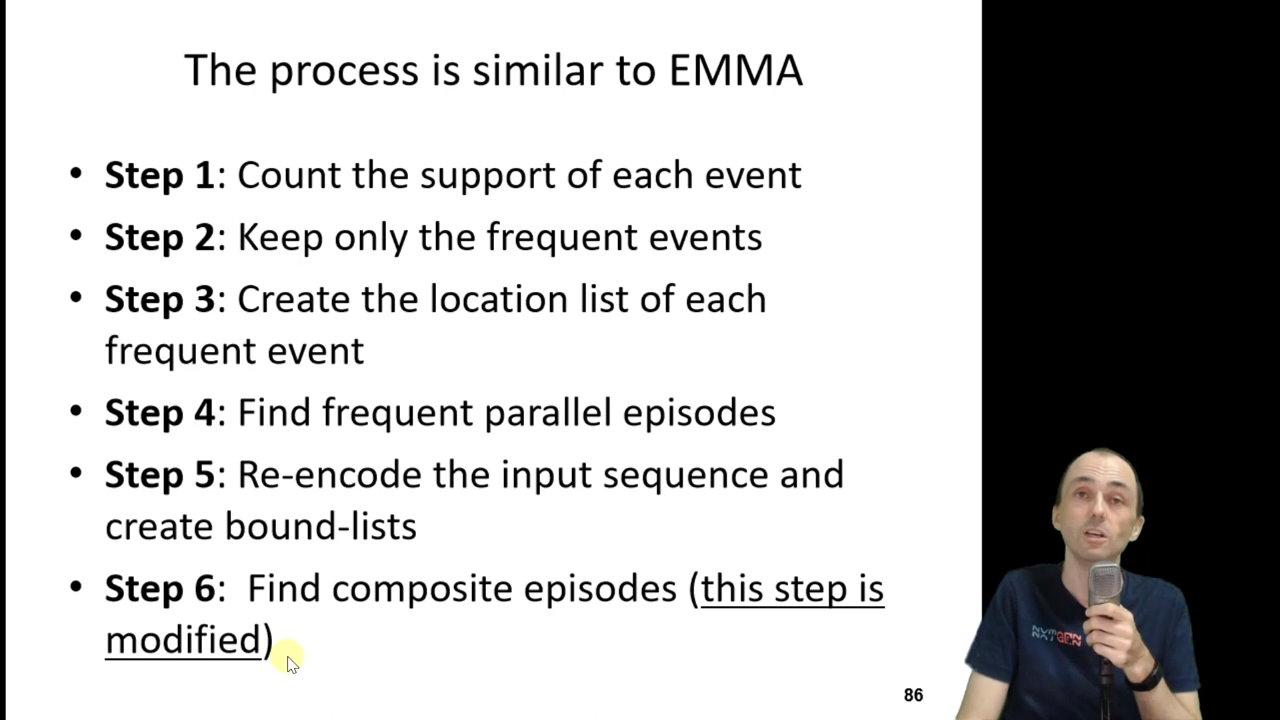 The process is similar to EMMA
• Step 1: Count the support of each event
• Step 2: Keep only the frequent events
• Step 3: Create the location list of each
frequent event
• Step 4: Find frequent parallel episodes
• Step 5: Re-encode the input sequence and
create bound-lists
• Step 6: Find composite episodes (this step is
modified)
86